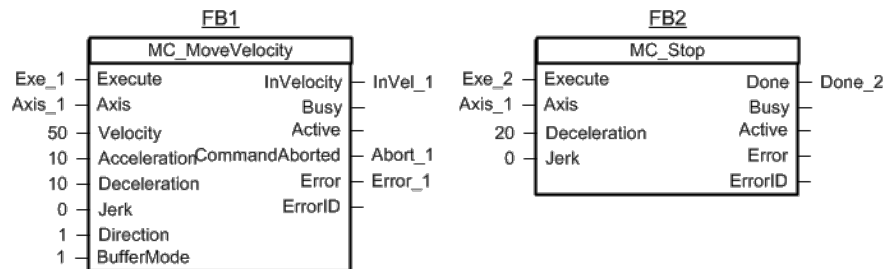 FB1
MC_MoveVelocity
Exe_1 Execute InVelocity InVel_1
Axis_1 Axis Busy
50 Velocity Active
10 Acceleration CommandAborted Abort_1
10 Deceleration Error Error_1
0 Jerk ErrorID
1 Direction
1 BufferMode
FB2
MC_Stop
Exe_2 Execute Done Done_2
Axis_1 Axis Busy
20 Deceleration Active
0 Jerk Error
ErrorID